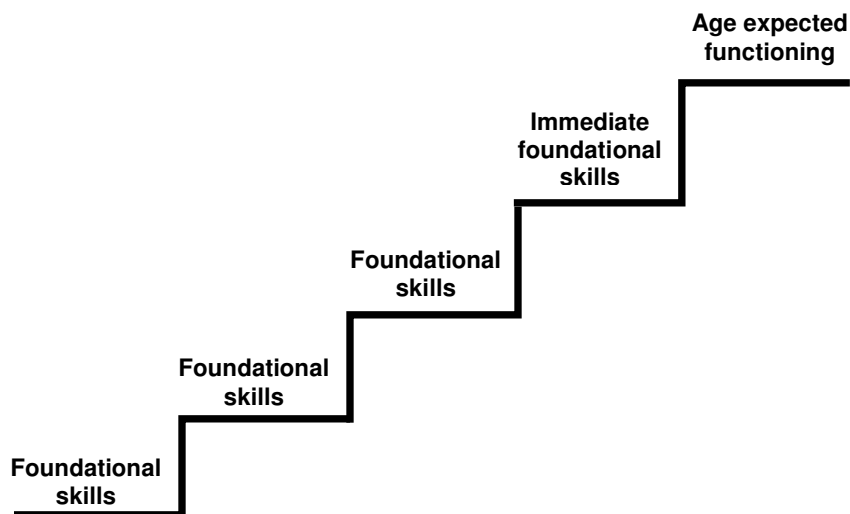 Age expected
functioning
Immediate
foundational
skills
Foundational
skills
Foundational
skills
Foundational
skills